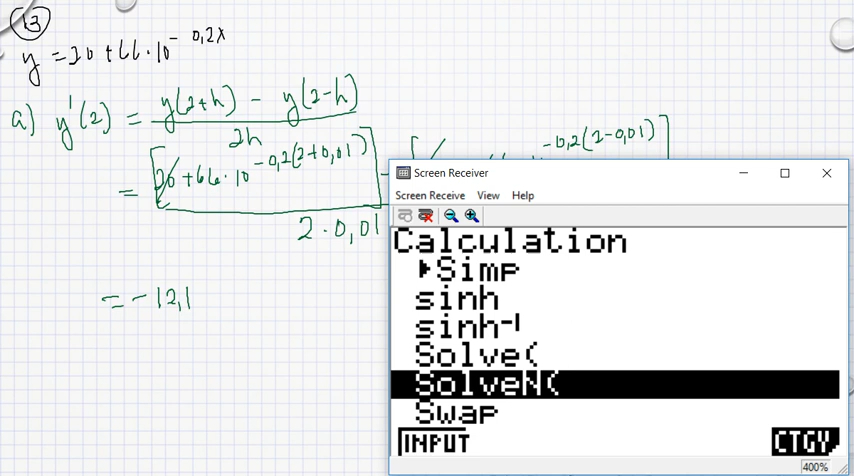 13
y = 20 + 66 · 10^-0,2x
a) y'(2) = y(2+h) - y(2-h)
2h
= [20 + 66 · 10^-0,2(2+0,01)] - [ -0,2(2-0,01)]
2 · 0,01
= -12,1
Screen Receiver
Screen Receive View Help
Calculation
▶Simp
sinh
sinh⁻¹
Solve(
SolveN(
Swap
INPUT CTGY
400%